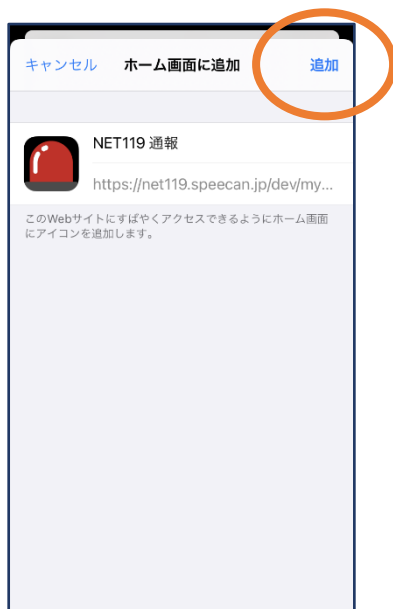 キャンセル ホーム画面に追加 追加
NET119 通報
https://net119.speecan.jp/dev/my...
このWebサイトにすばやくアクセスできるようにホーム画面
にアイコンを追加します。